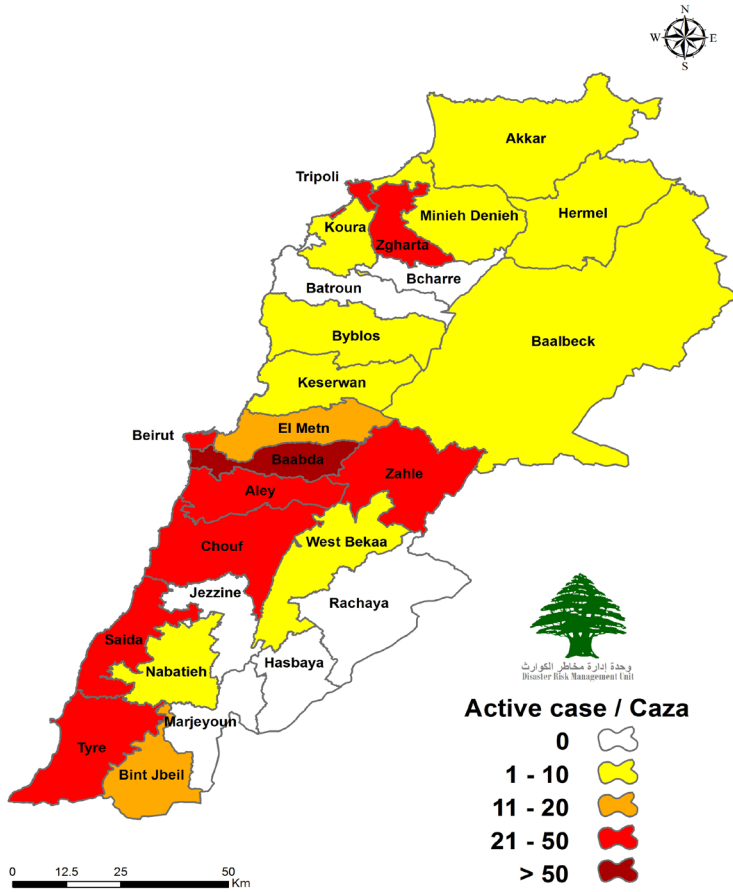 N
W E
S
Akkar
Tripoli
Hermel
Minieh Denieh
Koura
Zgharta
Bcharre
Batroun
Byblos
Baalbeck
Keserwan
El Metn
Beirut
Baabda
Zahle
Aley
West Bekaa
Chouf
Jezzine
Rachaya
Saida
Hasbaya
Nabatieh
Marjeyoun
Tyre
Bint Jbeil
وحدة إدارة مخاطر الكوارث
Disaster Risk Management Unit
Active case / Caza
0
1 - 10
11 - 20
21 - 50
> 50
0 12.5 25 50
Km